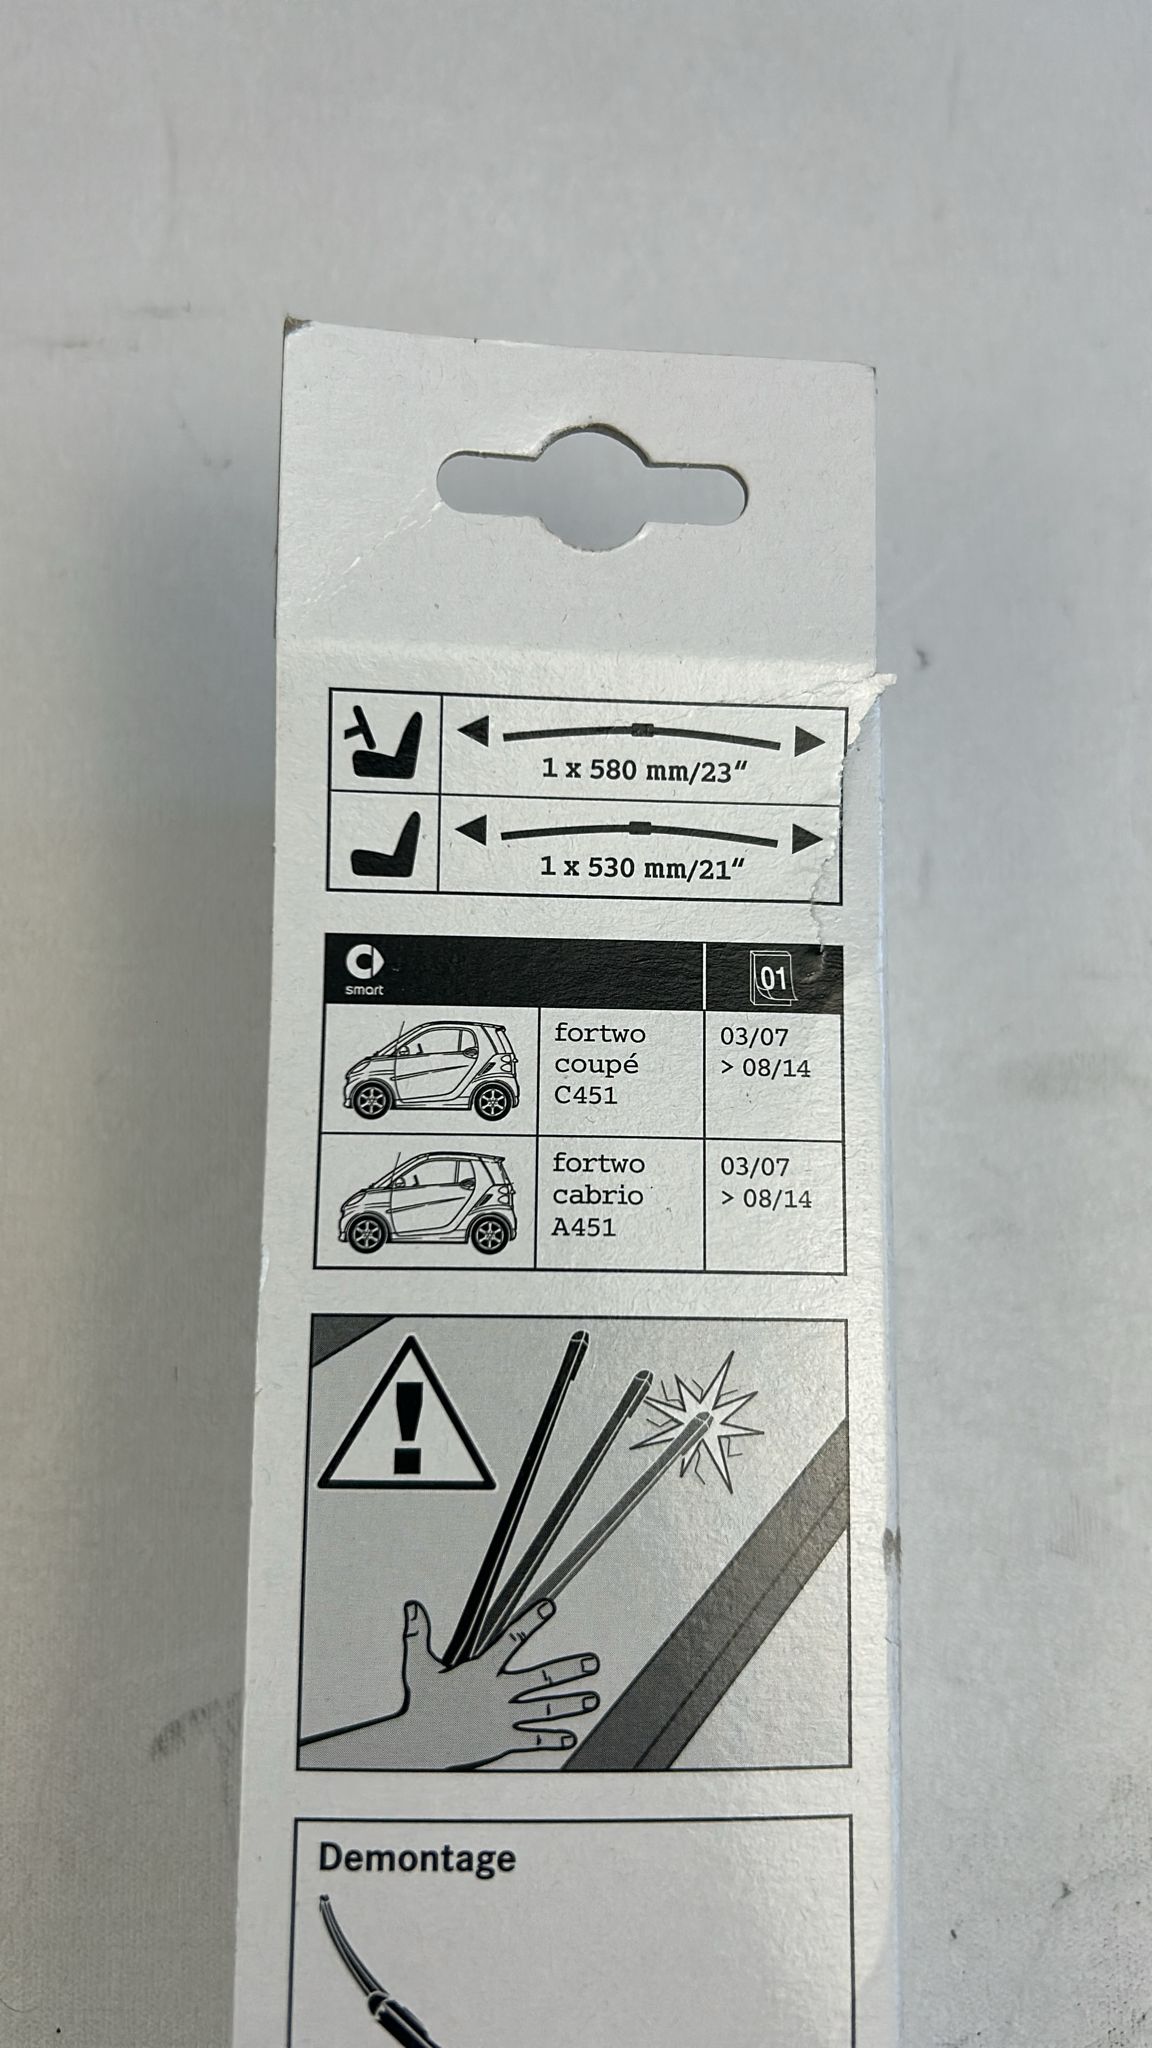 1 x 580 mm/23“
1 x 530 mm/21“
smart
01
fortwo
coupé
C451
03/07
> 08/14
fortwo
cabrio
A451
03/07
> 08/14
Demontage